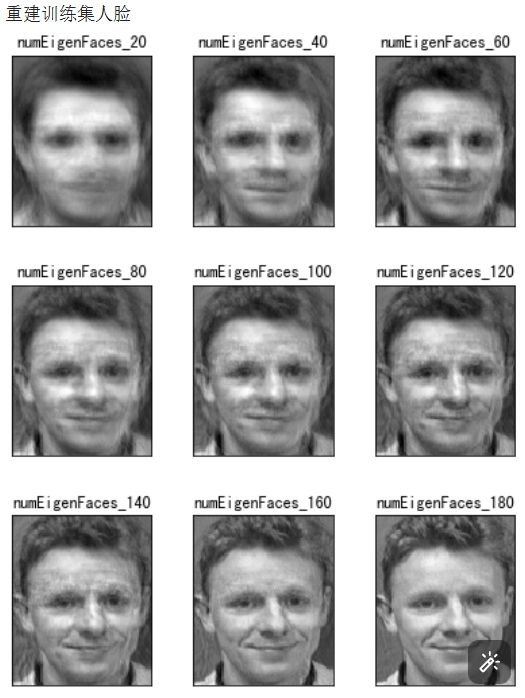 重建训练集人脸
numEigenFaces_20 numEigenFaces_40 numEigenFaces_60
numEigenFaces_80 numEigenFaces_100 numEigenFaces_120
numEigenFaces_140 numEigenFaces_160 numEigenFaces_180